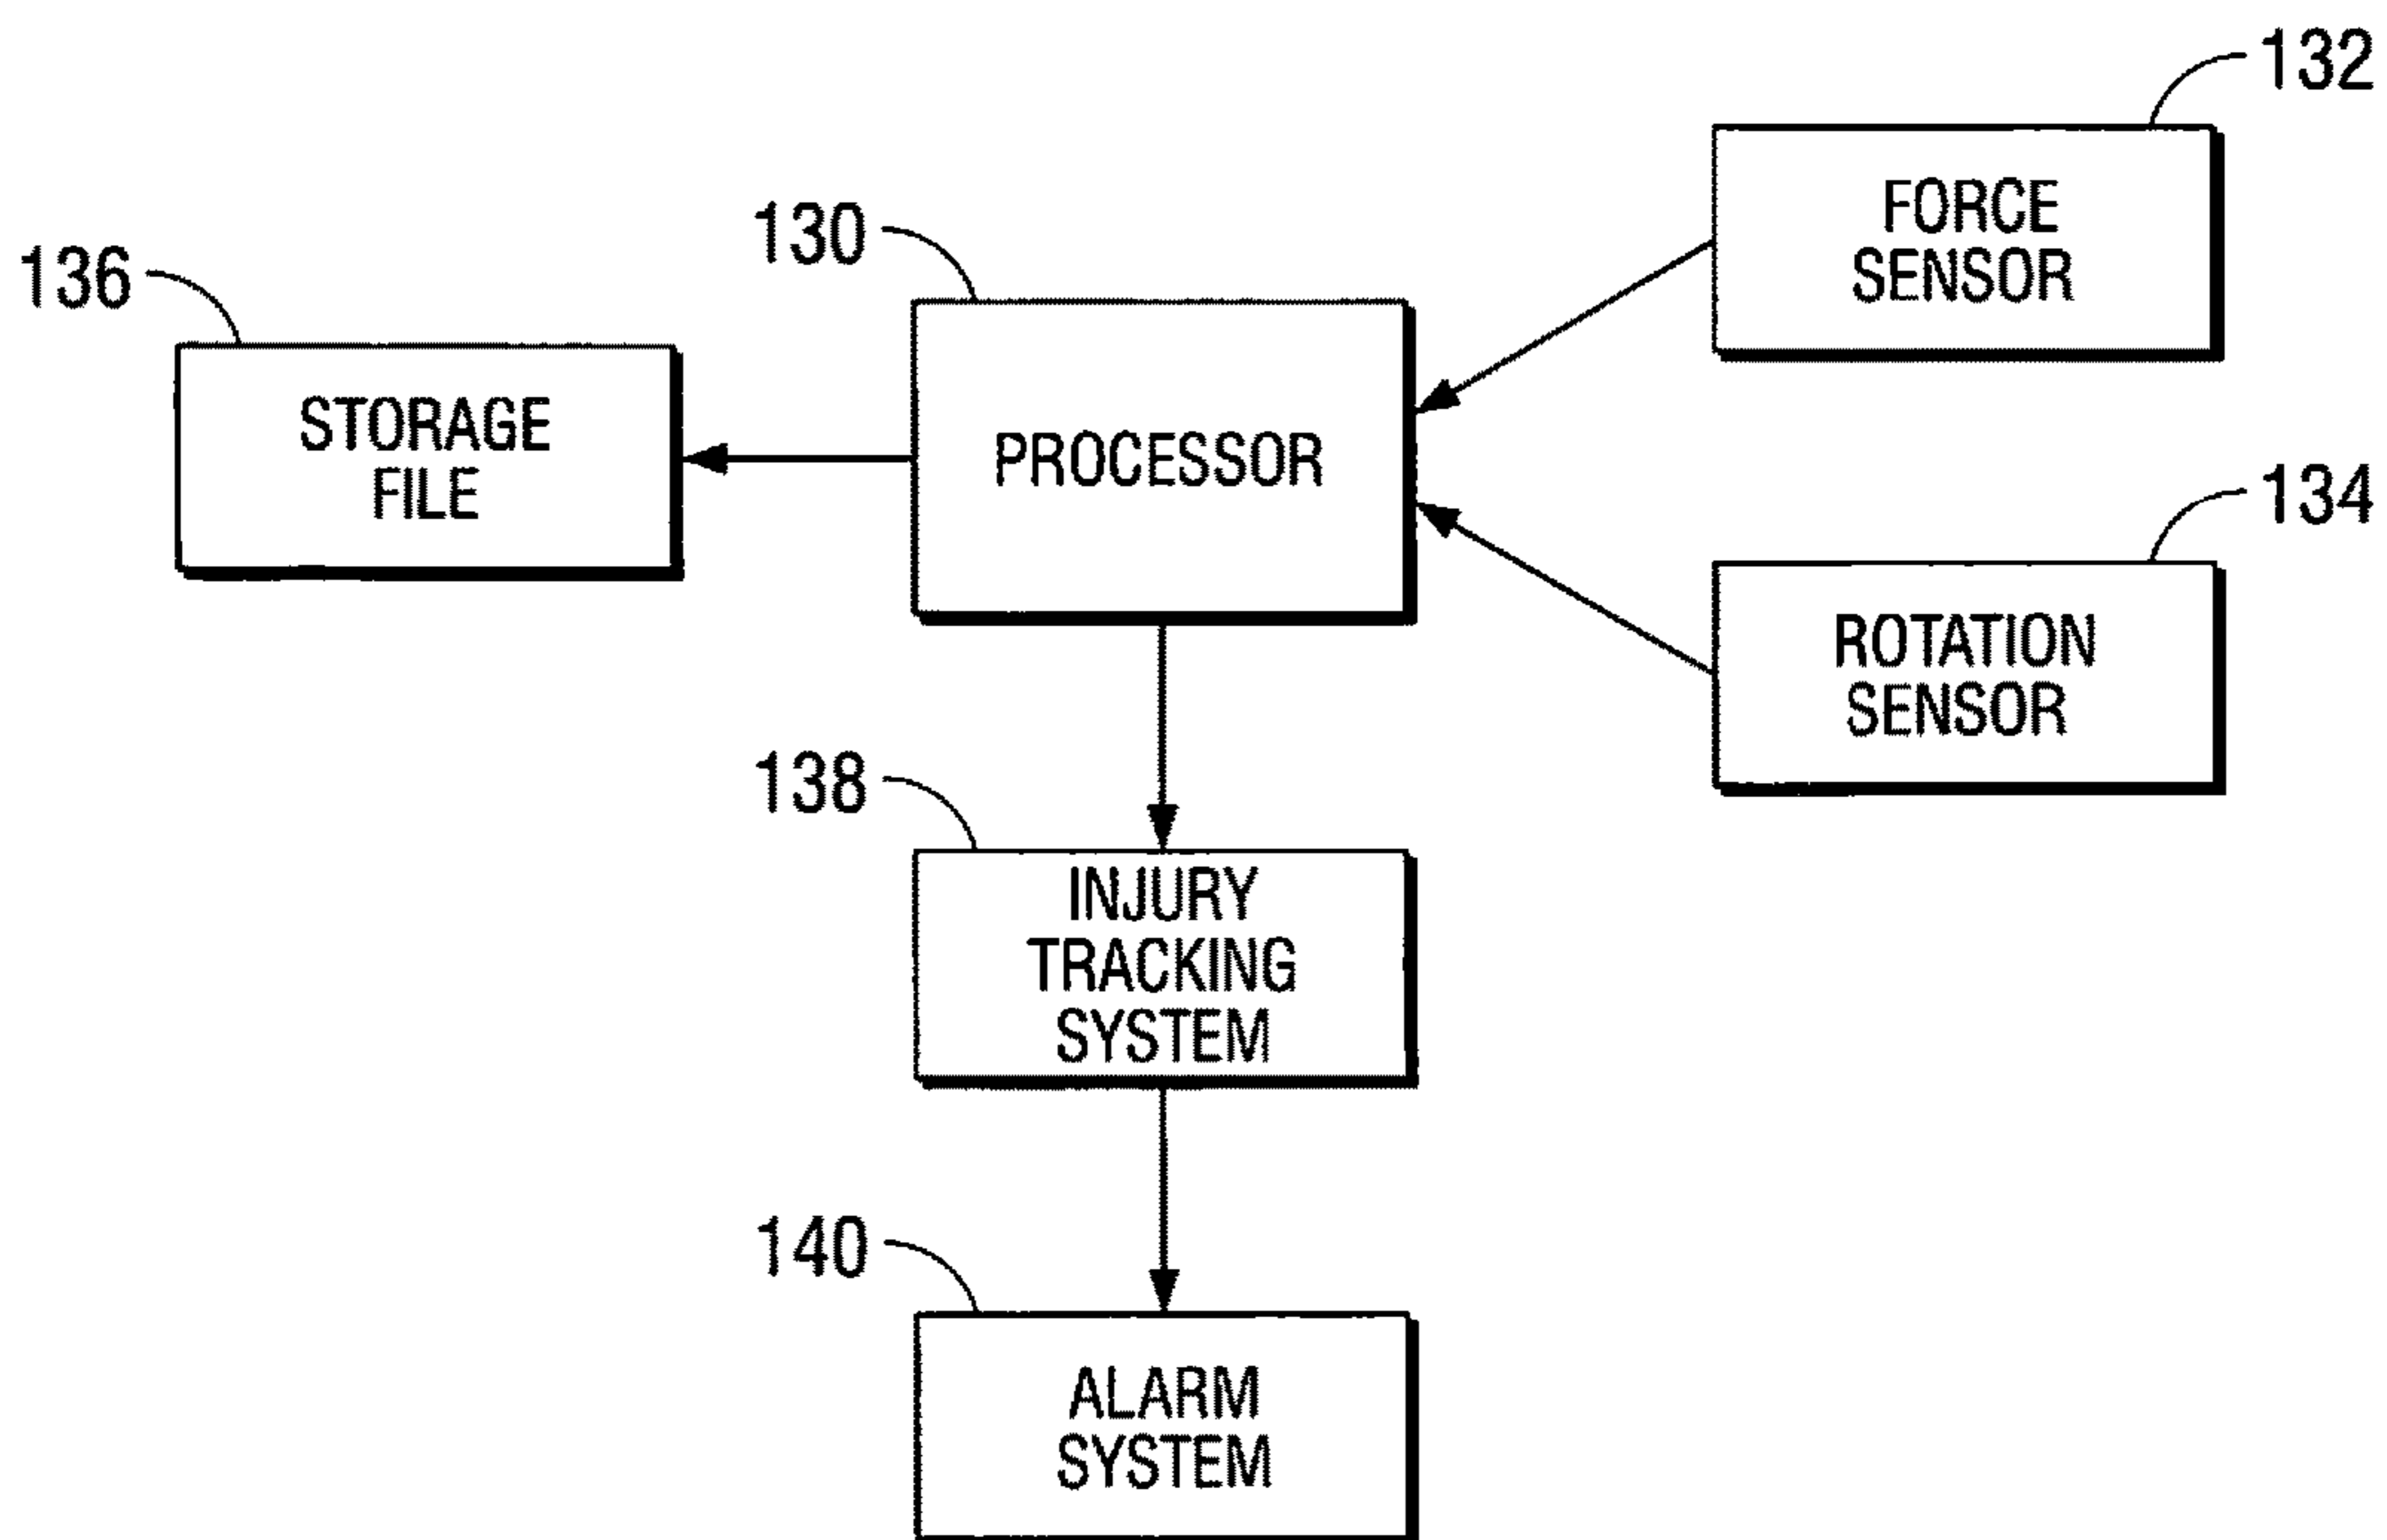 132
FORCE
SENSOR
130
136
PROCESSOR
STORAGE
FILE
134
ROTATION
SENSOR
138
INJURY
TRACKING
SYSTEM
140
ALARM
SYSTEM